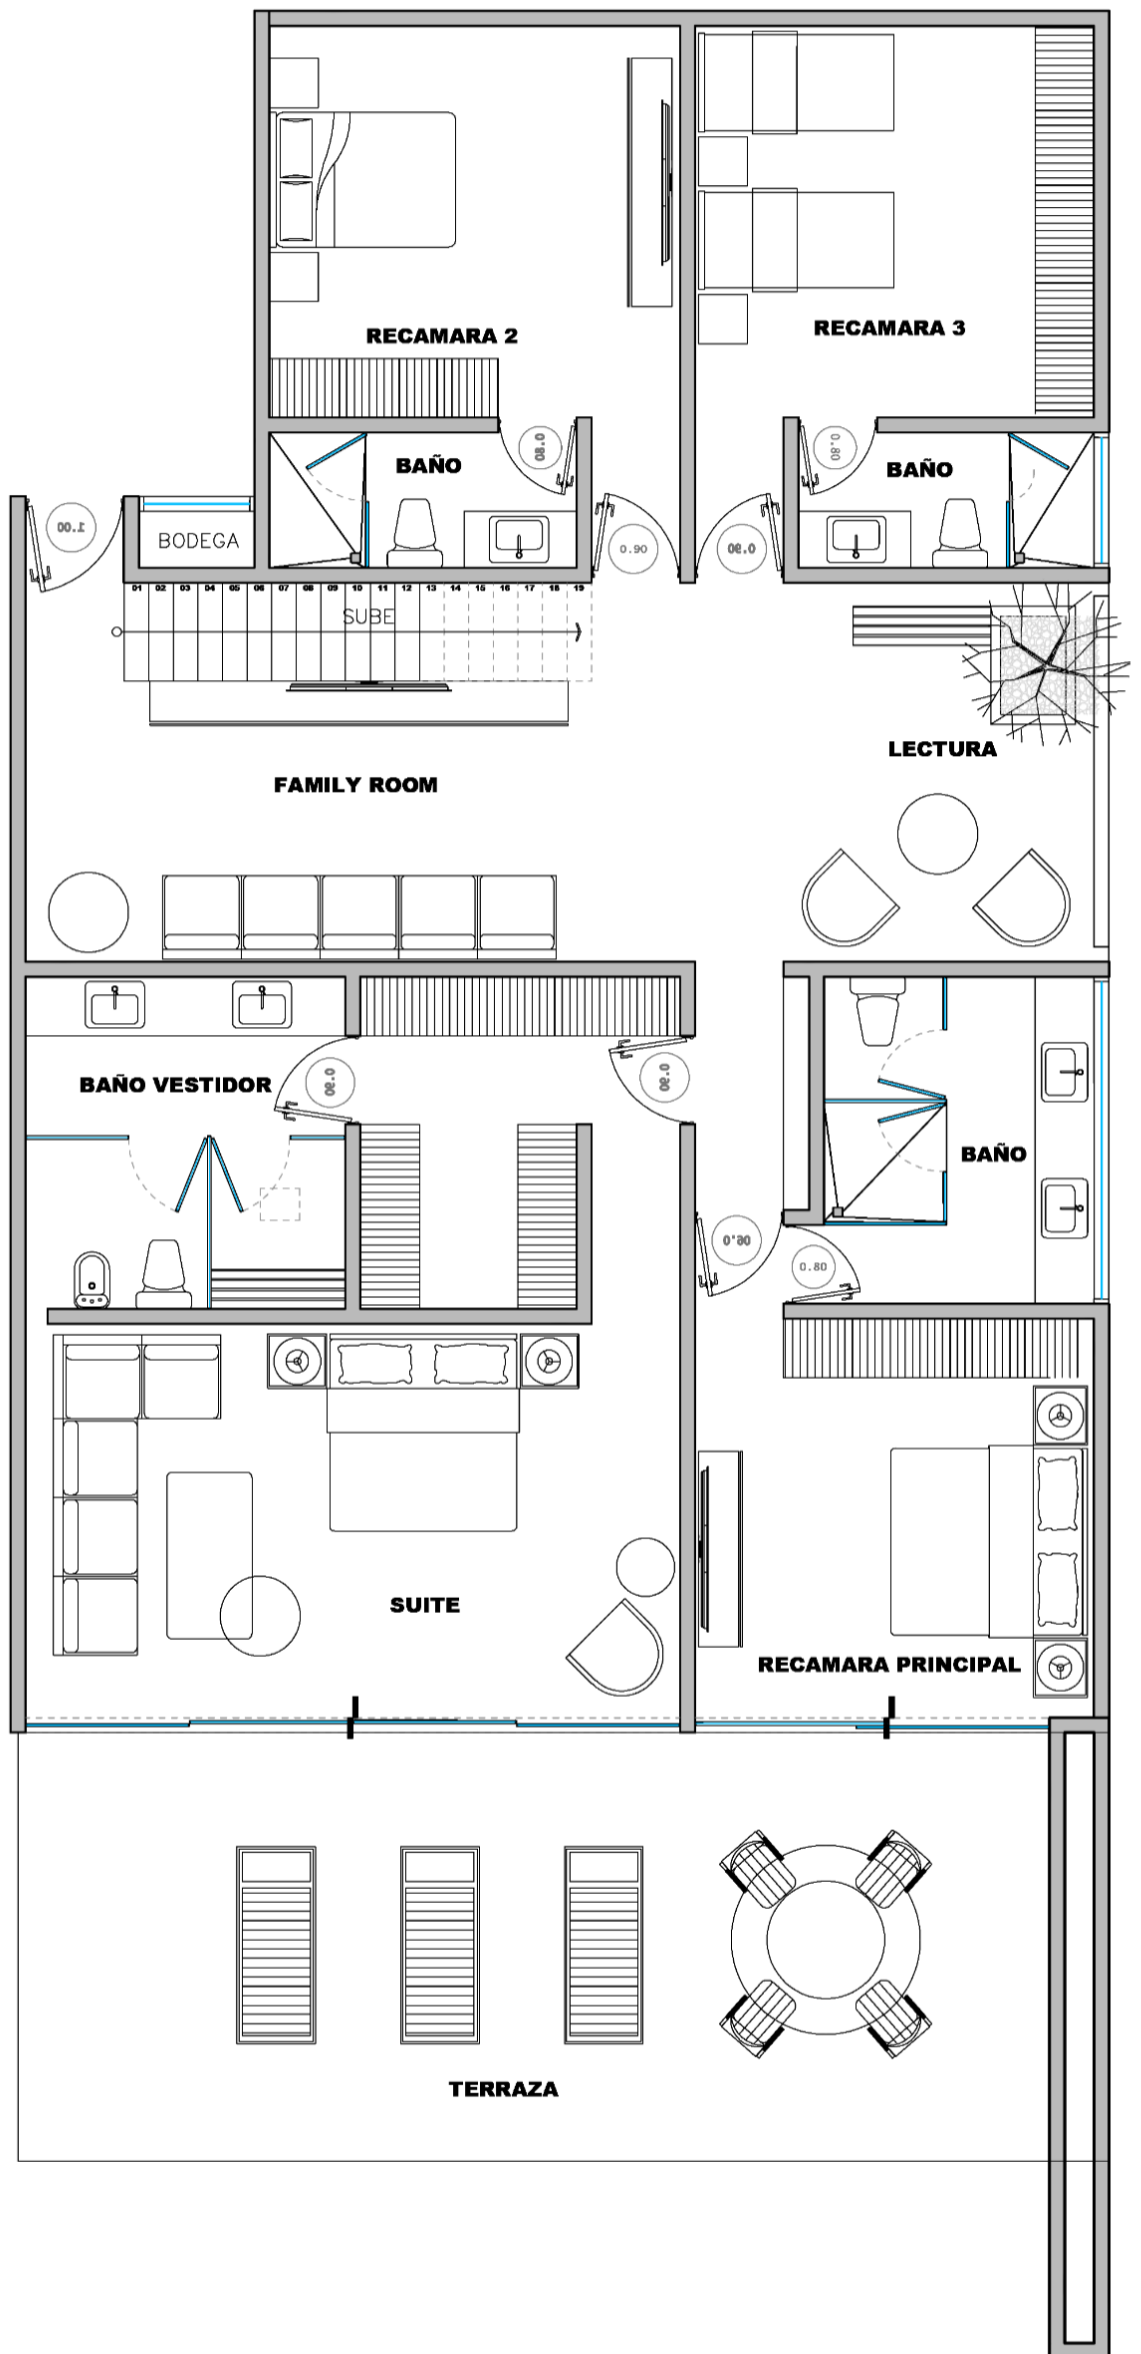 RECAMARA 2
RECAMARA 3
0.80
BAÑO
0.80
BAÑO
1.00
BODEGA
0.90
0.90
01 02 03 04 05 06 07 08 09 10 11 12 13 14 15 16 17 18 19
SUBE
LECTURA
FAMILY ROOM
BAÑO VESTIDOR
0.90
0.90
BAÑO
0.90
0.80
SUITE
RECAMARA PRINCIPAL
TERRAZA